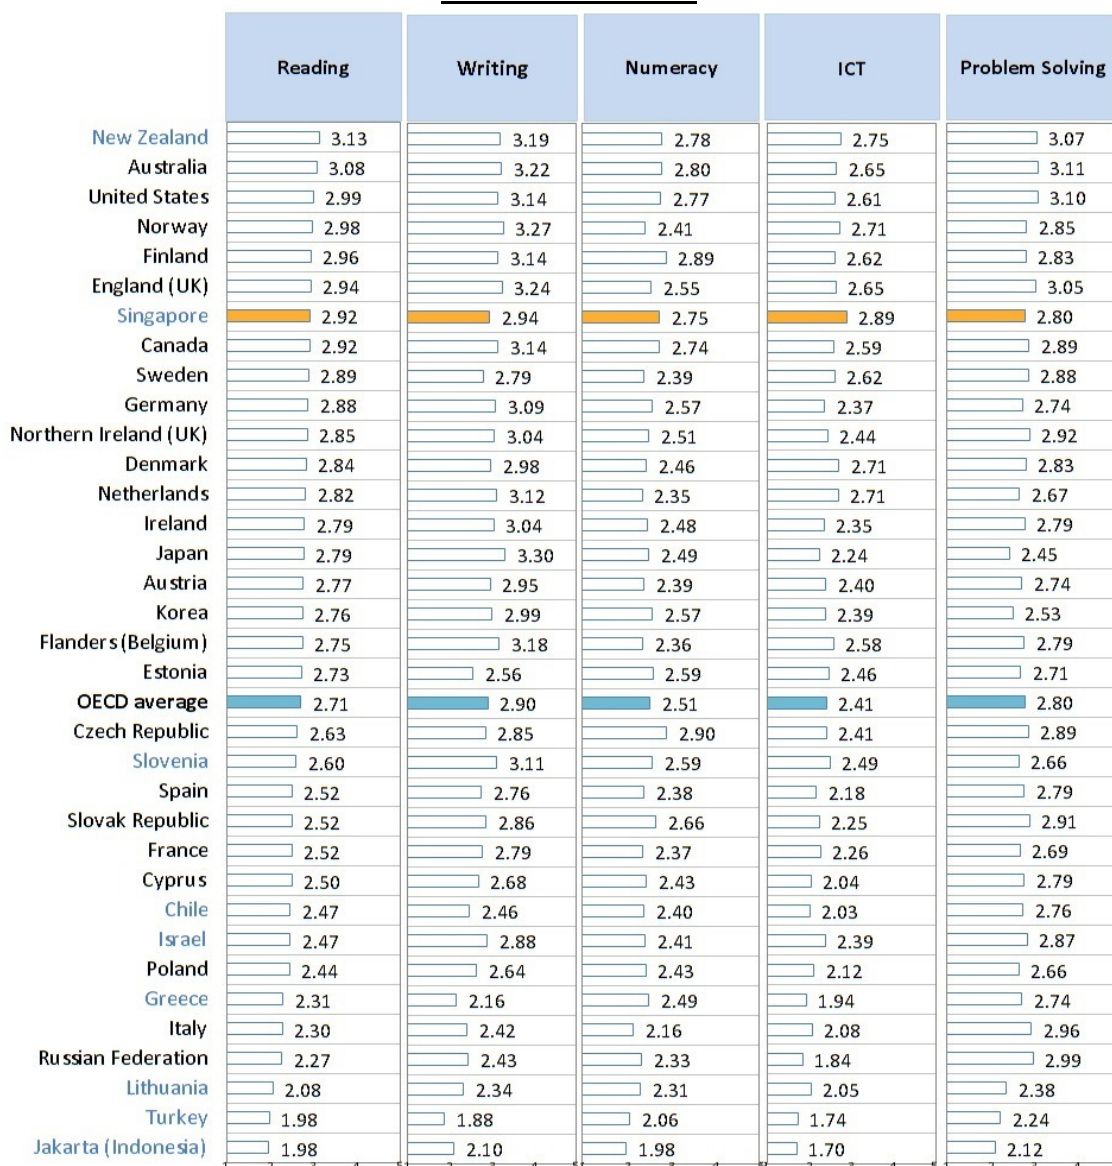 Reading Writing Numeracy ICT Problem Solving
New Zealand 3.13 3.19 2.78 2.75 3.07
Australia 3.08 3.22 2.80 2.65 3.11
United States 2.99 3.14 2.77 2.61 3.10
Norway 2.98 3.27 2.41 2.71 2.85
Finland 2.96 3.14 2.89 2.62 2.83
England (UK) 2.94 3.24 2.55 2.65 3.05
Singapore 2.92 2.94 2.75 2.89 2.80
Canada 2.92 3.14 2.74 2.59 2.89
Sweden 2.89 2.79 2.39 2.62 2.88
Germany 2.88 3.09 2.57 2.37 2.74
Northern Ireland (UK) 2.85 3.04 2.51 2.44 2.92
Denmark 2.84 2.98 2.46 2.71 2.83
Netherlands 2.82 3.12 2.35 2.71 2.67
Ireland 2.79 3.04 2.48 2.35 2.79
Japan 2.79 3.30 2.49 2.24 2.45
Austria 2.77 2.95 2.39 2.40 2.74
Korea 2.76 2.99 2.57 2.39 2.53
Flanders (Belgium) 2.75 3.18 2.36 2.58 2.79
Estonia 2.73 2.56 2.59 2.46 2.71
OECD average 2.71 2.90 2.51 2.41 2.80
Czech Republic 2.63 2.85 2.90 2.41 2.89
Slovenia 2.60 3.11 2.59 2.49 2.66
Spain 2.52 2.76 2.38 2.18 2.79
Slovak Republic 2.52 2.86 2.66 2.25 2.91
France 2.52 2.79 2.37 2.26 2.69
Cyprus 2.50 2.68 2.43 2.04 2.79
Chile 2.47 2.46 2.40 2.03 2.76
Israel 2.47 2.88 2.41 2.39 2.87
Poland 2.44 2.64 2.43 2.12 2.66
Greece 2.31 2.16 2.49 1.94 2.74
Italy 2.30 2.42 2.16 2.08 2.96
Russian Federation 2.27 2.43 2.33 1.84 2.99
Lithuania 2.08 2.34 2.31 2.05 2.38
Turkey 1.98 1.88 2.06 1.74 2.24
Jakarta (Indonesia) 1.98 2.10 1.98 1.70 2.12